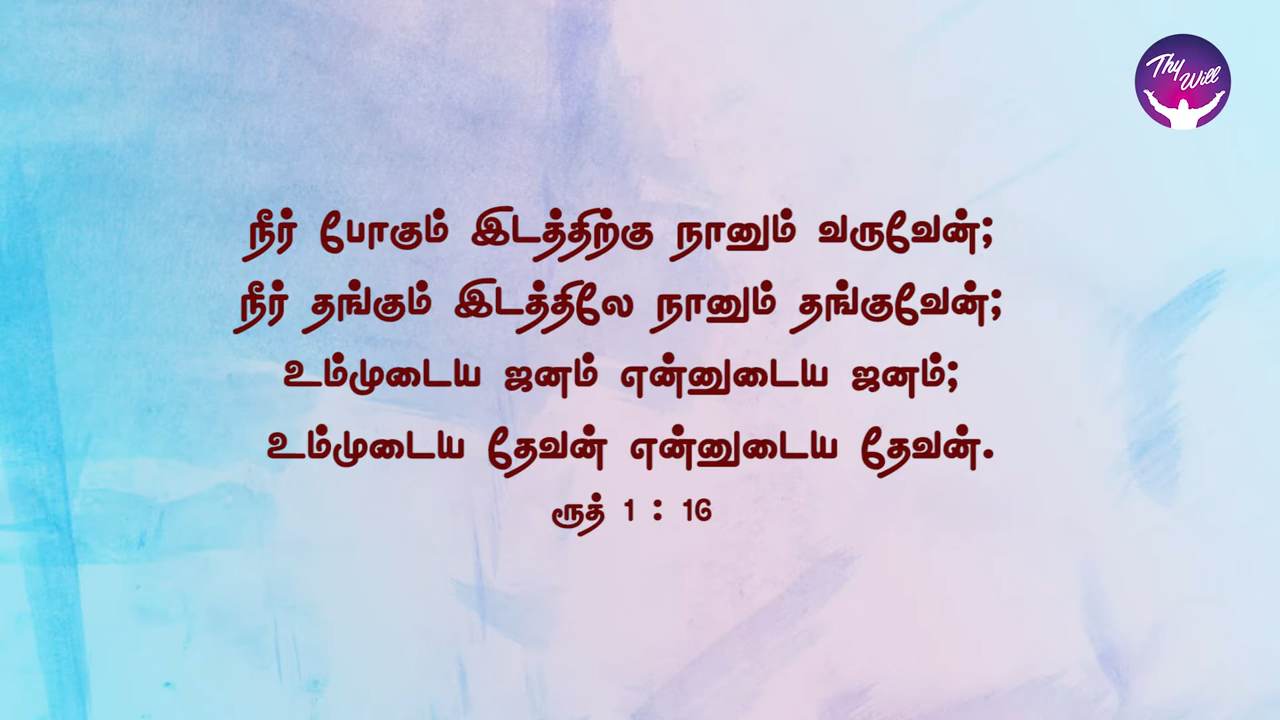 Thy
Will
நீர் போகும் இடத்திற்கு நானும் வருவேன்;
நீர் தங்கும் இடத்திலே நானும் தங்குவேன்;
உம்முடைய ஜனம் என்னுடைய ஜனம்;
உம்முடைய தேவன் என்னுடைய தேவன்.
ரூத் 1 : 16